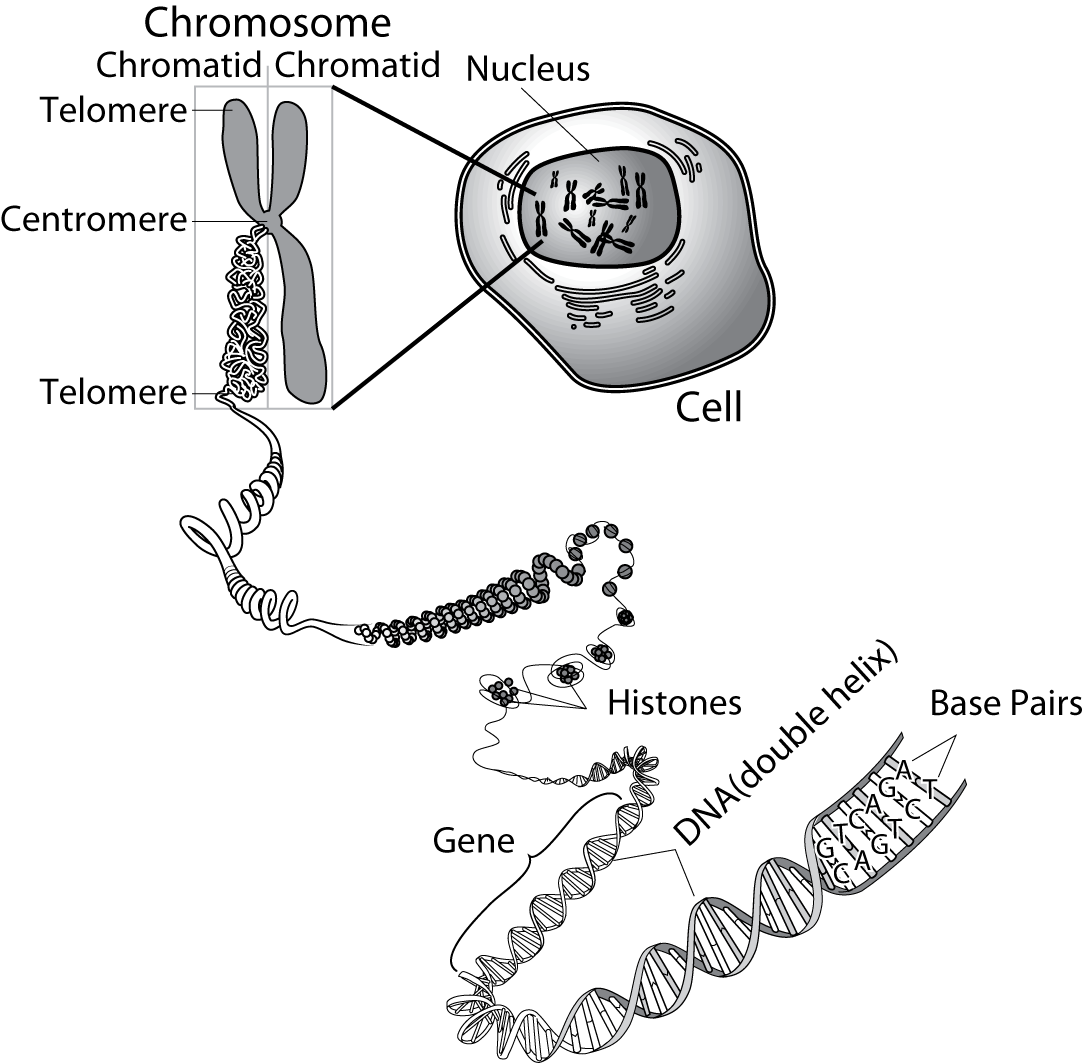 Chromosome
Chromatid Chromatid
Nucleus
Telomere
Centromere
Telomere
Cell
Histones
DNA(double helix)
Base Pairs
Gene
A T
G C
A T
C G
T A
G C